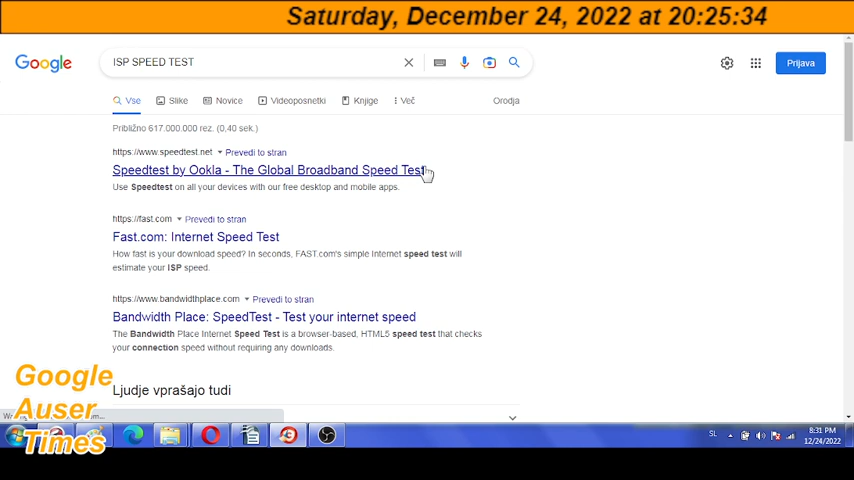 Saturday, December 24, 2022 at 20:25:34
Google
ISP SPEED TEST
Prijava
Vse
Slike
Novice
Videoposnetki
Knjige
Več
Orodja
Približno 617.000.000 rez. (0,40 sek.)
https://www.speedtest.net
Prevedi to stran
Speedtest by Ookla - The Global Broadband Speed Test
Use Speedtest on all your devices with our free desktop and mobile apps.
https://fast.com
Prevedi to stran
Fast.com: Internet Speed Test
How fast is your download speed? In seconds, FAST.com's simple Internet speed test will
estimate your ISP speed.
https://www.bandwidthplace.com
Prevedi to stran
Bandwidth Place: SpeedTest - Test your internet speed
The Bandwidth Place Internet Speed Test is a browser-based, HTML5 speed test that checks
your connection speed without requiring any downloads.
Ljudje vprašajo tudi
Google
Auser
Times
SL
8:31 PM
12/24/2022